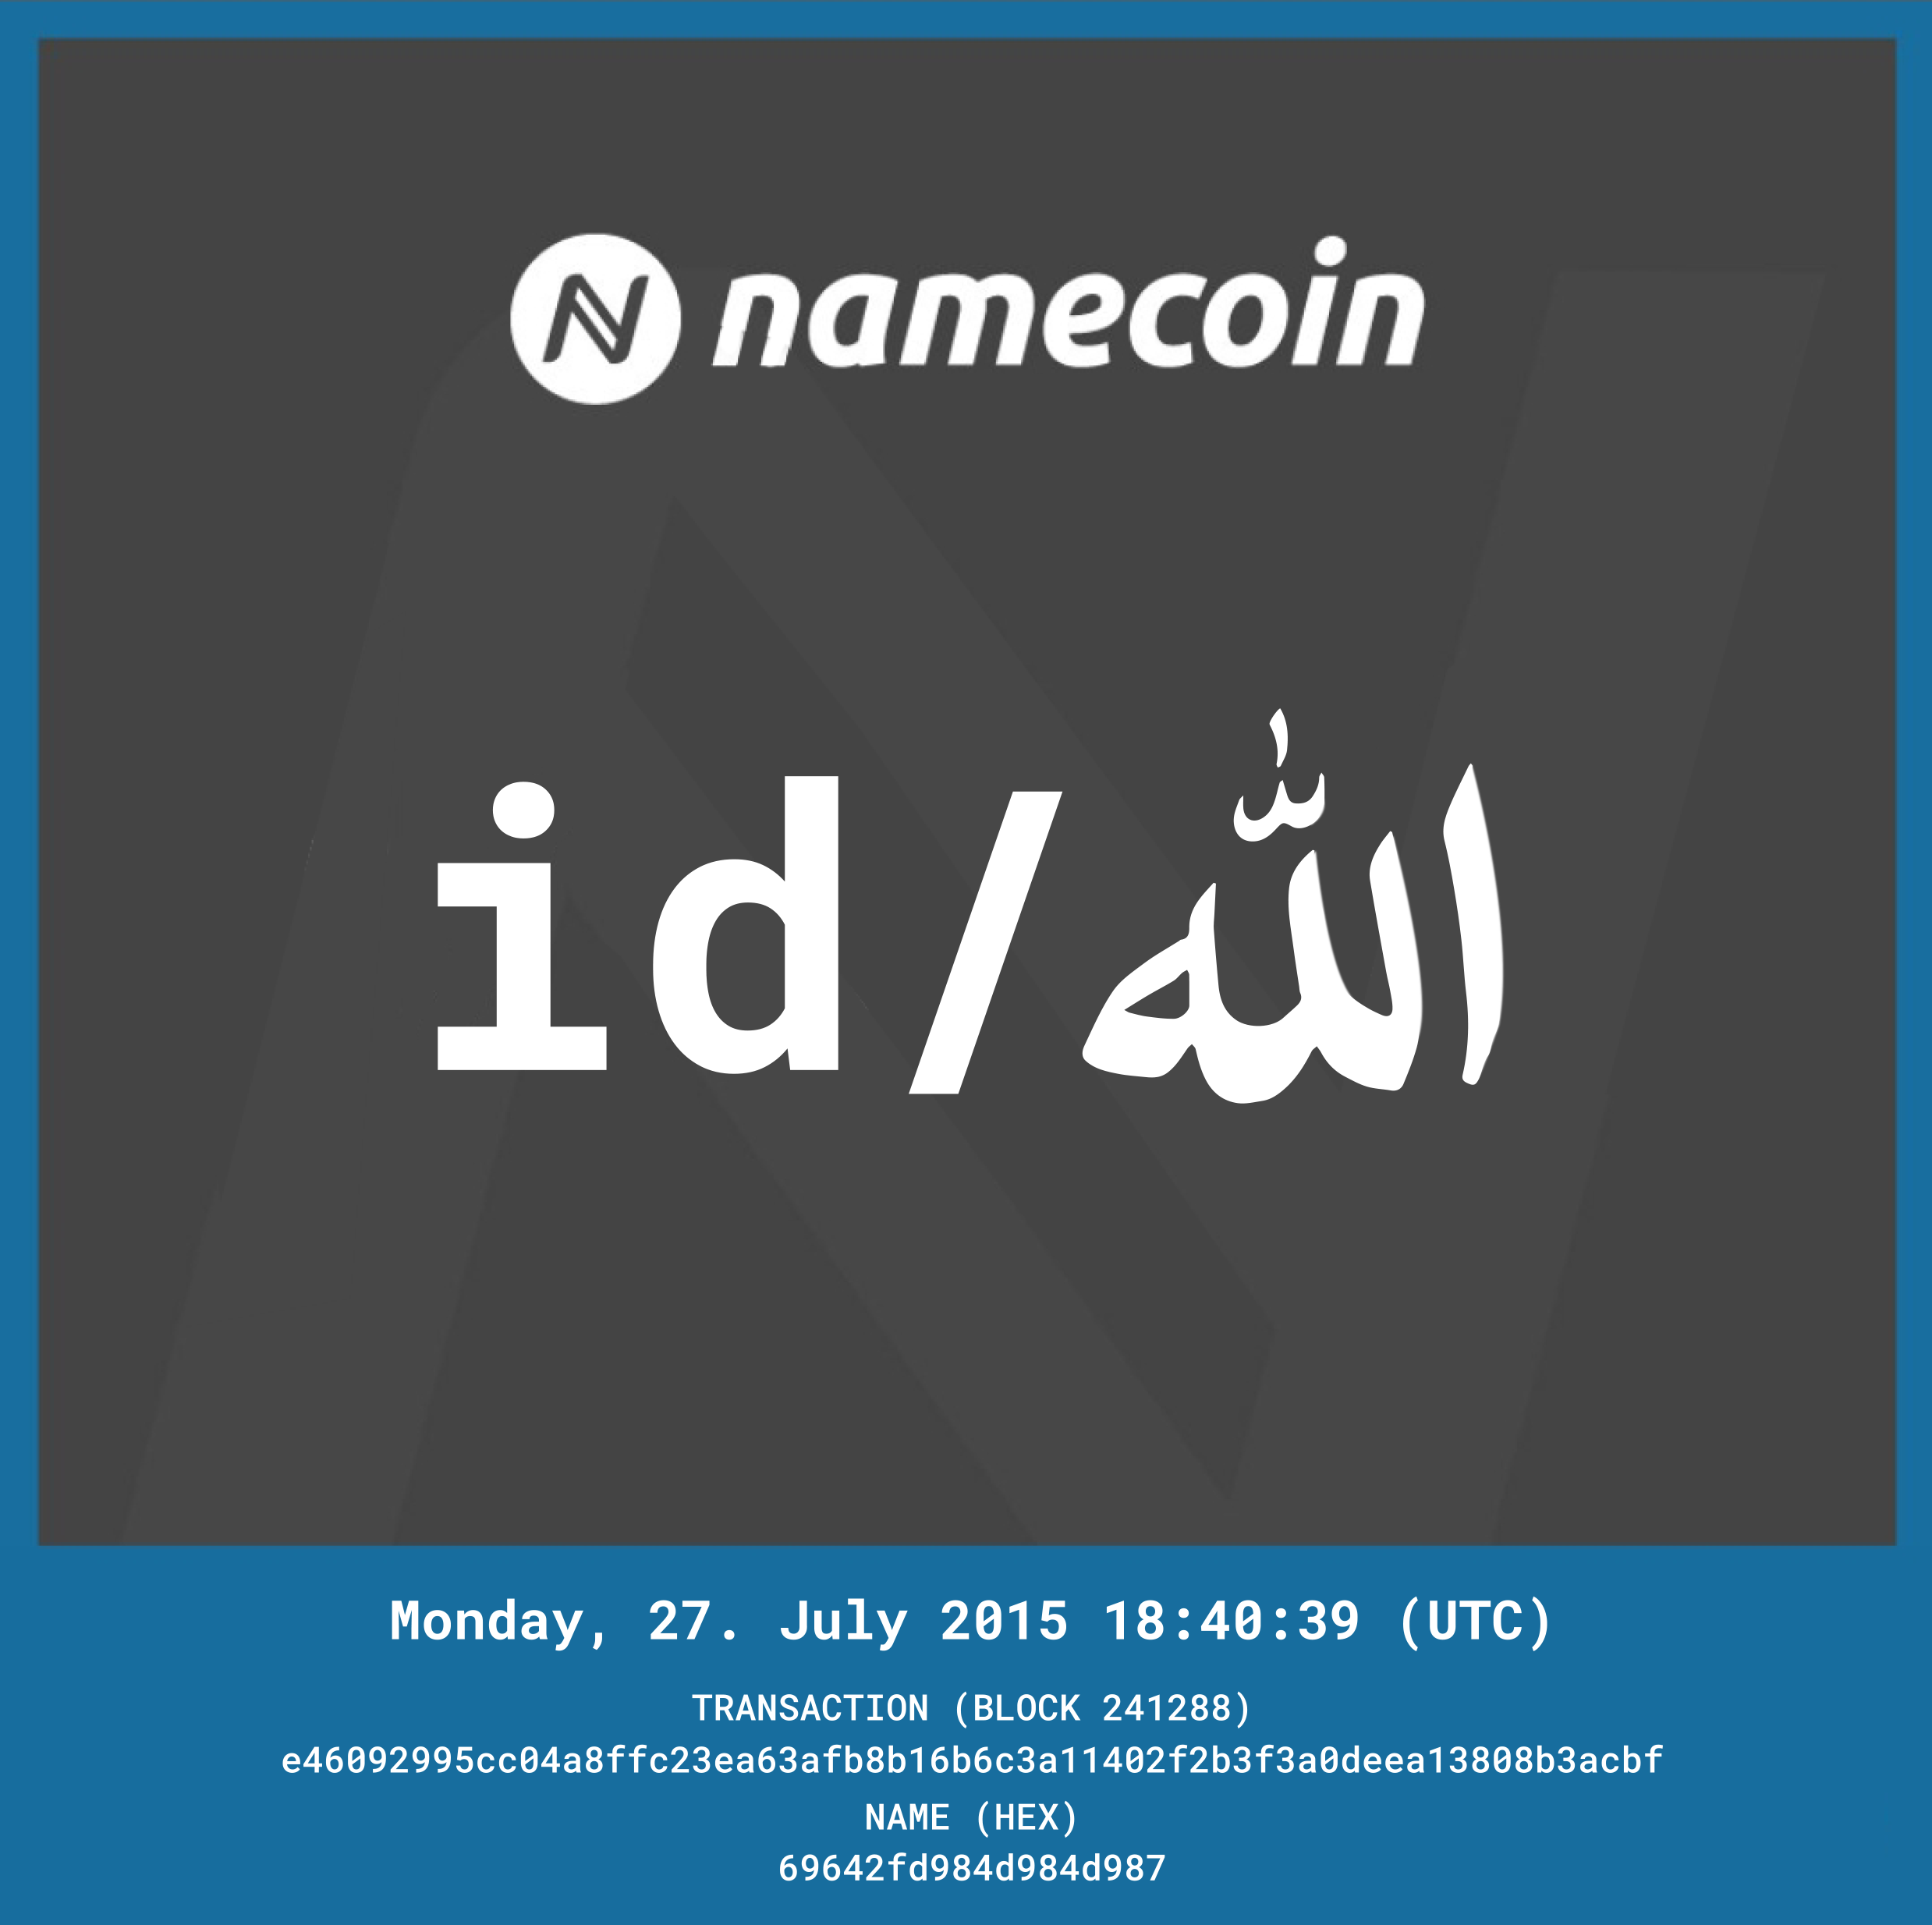 namecoin
id/الله
Monday, 27. July 2015 18:40:39 (UTC)
TRANSACTION (BLOCK 241288)
e46092995cc04a8ffc23ea63afb8b16b6c3a11402f2b3f3a0deea13808b3acbf
NAME (HEX)
69642fd984d984d987